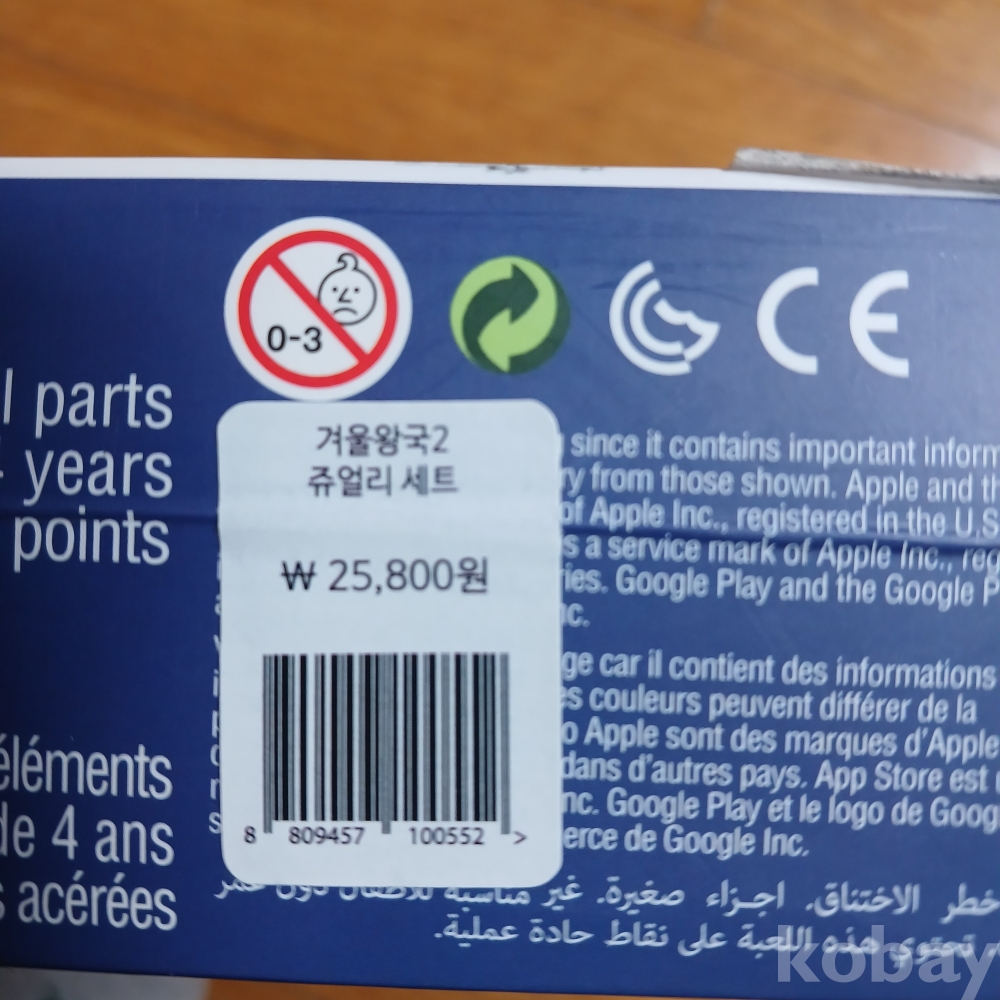 0-3
CE
l parts
years
points
겨울왕국2
쥬얼리 세트
₩ 25,800원
8 809457 100552 >
since it contains important inform
ry from those shown. Apple and th
of Apple Inc., registered in the U.S
s a service mark of Apple Inc., reg
ries. Google Play and the Google P
nc.
éléments
de 4 ans
s acérées
ge car il contient des informations
es couleurs peuvent différer de la
o Apple sont des marques d'Apple
dans d'autres pays. App Store est
nc. Google Play et le logo de Goog
erce de Google Inc.
خطر الاختناق. اجزاء صغيرة. غير مناسبة للأطفال دون عمر
. تحتوي هذه اللعبة على نقاط حادة عملية.
kobay